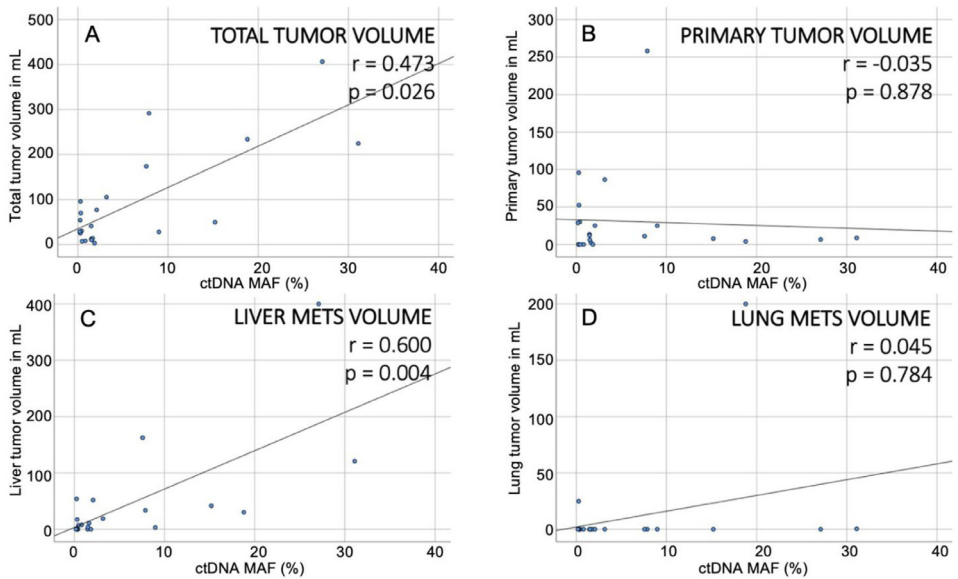 A
TOTAL TUMOR VOLUME
r = 0.473
p = 0.026
Total tumor volume in mL
500
400
300
200
100
0
0 10 20 30 40
ctDNA MAF (%)
B
PRIMARY TUMOR VOLUME
r = -0.035
p = 0.878
Primary tumor volume in mL
300
250
200
150
100
50
0
0 10 20 30 40
ctDNA MAF (%)
C
LIVER METS VOLUME
r = 0.600
p = 0.004
Liver tumor volume in mL
400
300
200
100
0
0 10 20 30 40
ctDNA MAF (%)
D
LUNG METS VOLUME
r = 0.045
p = 0.784
Lung tumor volume in mL
200
150
100
50
0
0 10 20 30 40
ctDNA MAF (%)